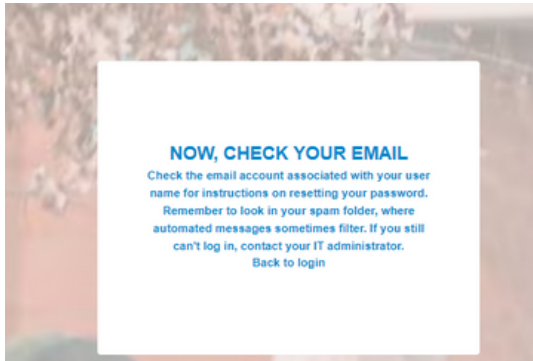 NOW, CHECK YOUR EMAIL
Check the email account associated with your user
name for instructions on resetting your password.
Remember to look in your spam folder, where
automated messages sometimes filter. If you still
can't log in, contact your IT administrator.
Back to login